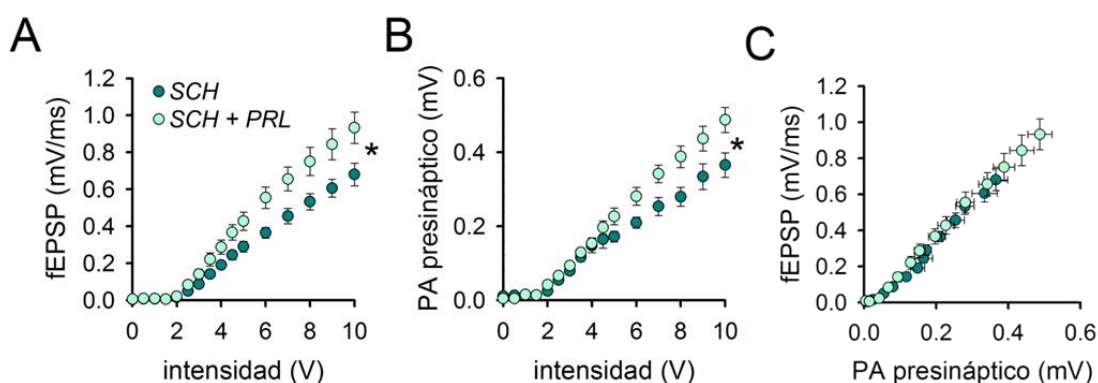 A
fEPSP (mV/ms)
1.2
1.0
0.8
0.6
0.4
0.2
0.0
SCH
SCH + PRL
*
0 2 4 6 8 10
intensidad (V)
B
PA presináptico (mV)
0.6
0.4
0.2
0.0
*
0 2 4 6 8 10
intensidad (V)
C
fEPSP (mV/ms)
1.2
1.0
0.8
0.6
0.4
0.2
0.0
0.0 0.2 0.4 0.6
PA presináptico (mV)